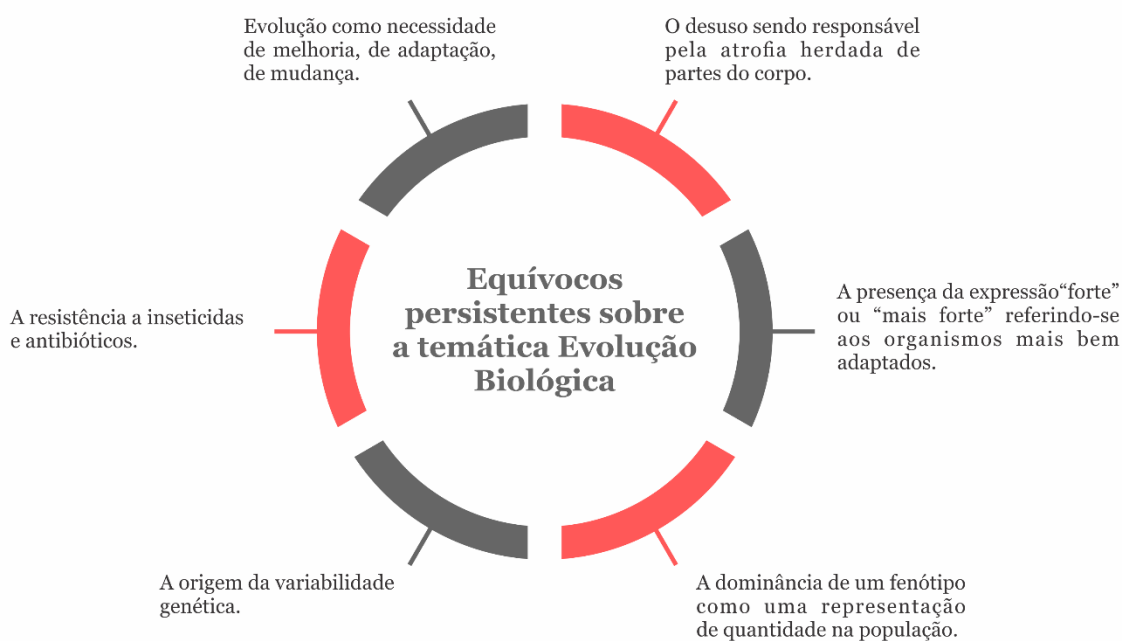 Evolução como necessidade
de melhoria, de adaptação,
de mudança.
O desuso sendo responsável
pela atrofia herdada de
partes do corpo.
A resistência a inseticidas
e antibióticos.
Equívocos
persistentes sobre
a temática Evolução
Biológica
A presença da expressão“forte”
ou “mais forte” referindo-se
aos organismos mais bem
adaptados.
A origem da variabilidade
genética.
A dominância de um fenótipo
como uma representação
de quantidade na população.